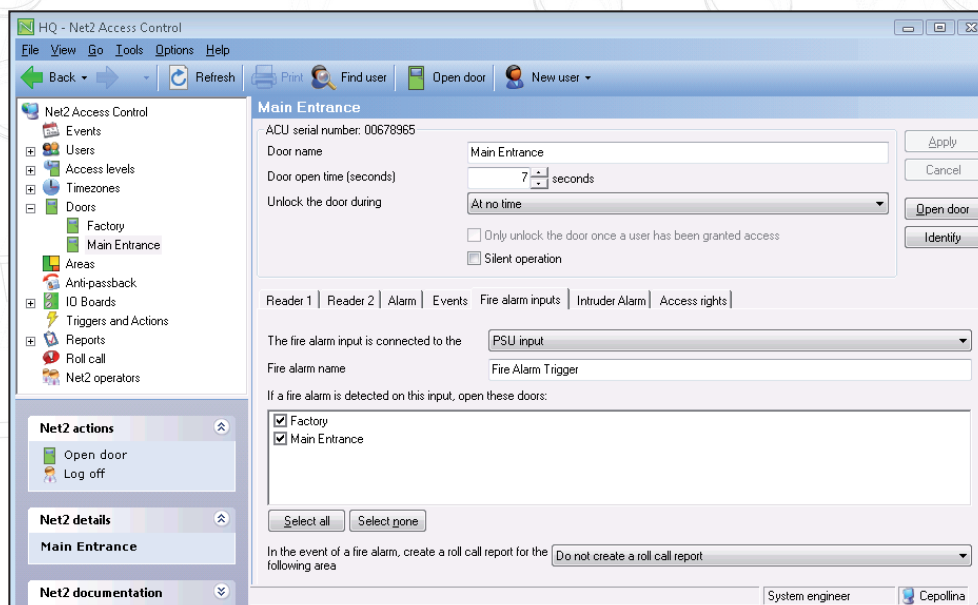 HQ - Net2 Access Control
File View Go Tools Options Help
Back Refresh Print Find user Open door New user
Net2 Access Control
Events
Users
Access levels
Timezones
Doors
Factory
Main Entrance
Areas
Anti-passback
IO Boards
Triggers and Actions
Reports
Roll call
Net2 operators
Net2 actions
Open door
Log off
Net2 details
Main Entrance
Net2 documentation
Main Entrance
ACU serial number: 00678965
Door name Main Entrance
Door open time (seconds) 7 seconds
Unlock the door during At no time
Only unlock the door once a user has been granted access
Silent operation
Apply
Cancel
Open door
Identify
Reader 1 Reader 2 Alarm Events Fire alarm inputs Intruder Alarm Access rights
The fire alarm input is connected to the PSU input
Fire alarm name Fire Alarm Trigger
If a fire alarm is detected on this input, open these doors:
Factory
Main Entrance
Select all Select none
In the event of a fire alarm, create a roll call report for the Do not create a roll call report
following area
System engineer Cepollina